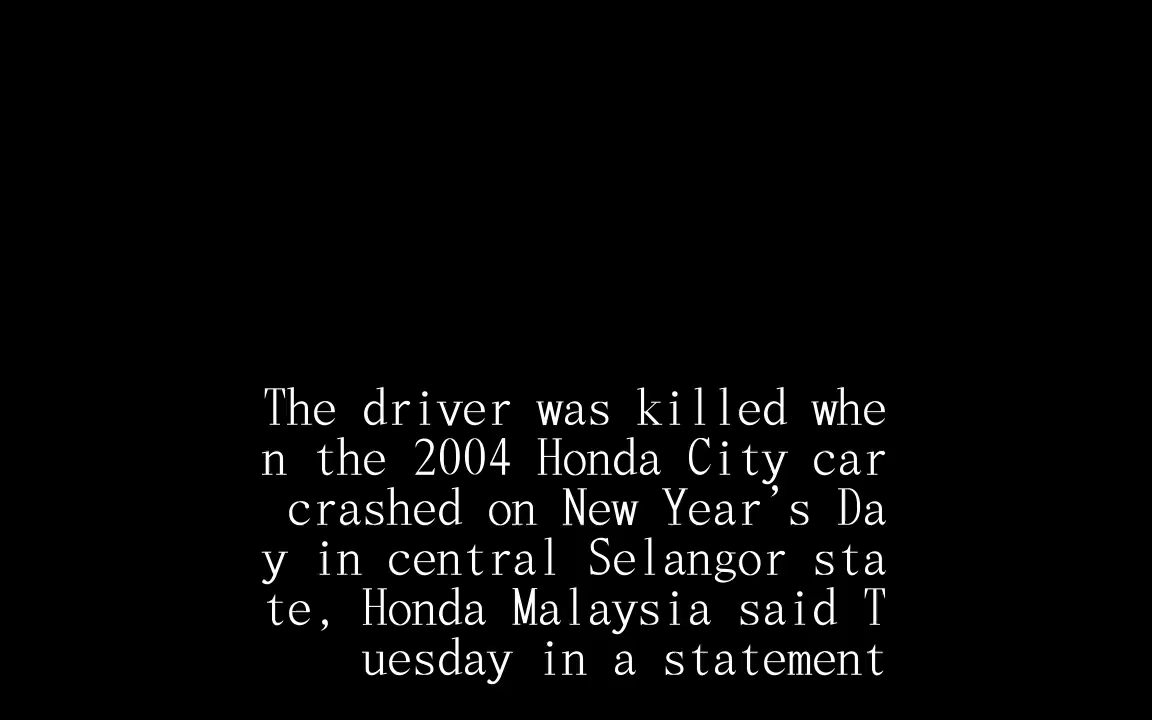 The driver was killed whe
n the 2004 Honda City car
crashed on New Year’s Da
y in central Selangor sta
te, Honda Malaysia said T
uesday in a statement